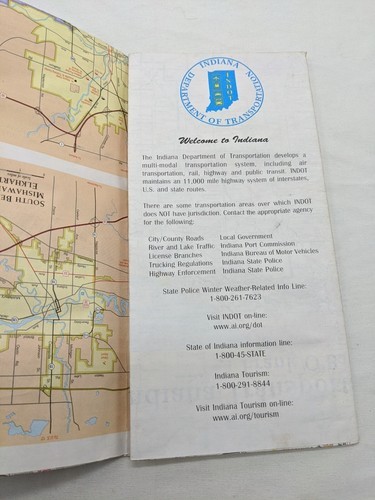 INDIANA
DEPARTMENT OF TRANSPORTATION
INDOT
Welcome to Indiana
The Indiana Department of Transportation develops a
multi-modal transportation system, including air
transportation, rail, highway and public transit. INDOT
maintains an 11,000 mile highway system of interstates,
U.S. and state routes.
There are some transportation areas over which INDOT
does NOT have jurisdiction. Contact the appropriate agency
for the following:
City/County Roads Local Government
River and Lake Traffic Indiana Port Commission
License Branches Indiana Bureau of Motor Vehicles
Trucking Regulations Indiana State Police
Highway Enforcement Indiana State Police
State Police Winter Weather-Related Info Line:
1-800-261-7623
Visit INDOT on-line:
www.ai.org/dot
State of Indiana information line:
1-800-45-STATE
Indiana Tourism:
1-800-291-8844
Visit Indiana Tourism on-line:
www.ai.org/tourism
SOUTH BE
MISHAWA
ELKHAR